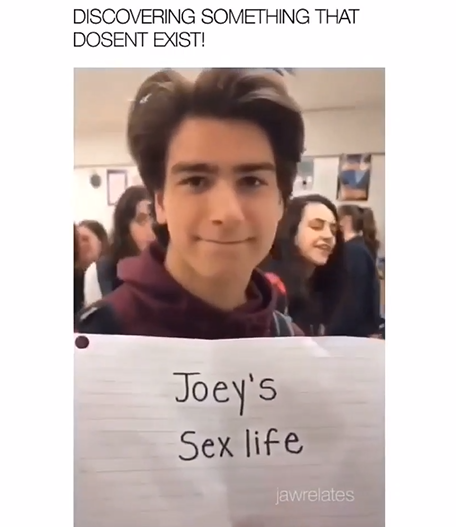 DISCOVERING SOMETHING THAT
DOSENT EXIST!
Joey's
Sex life
jawrelates